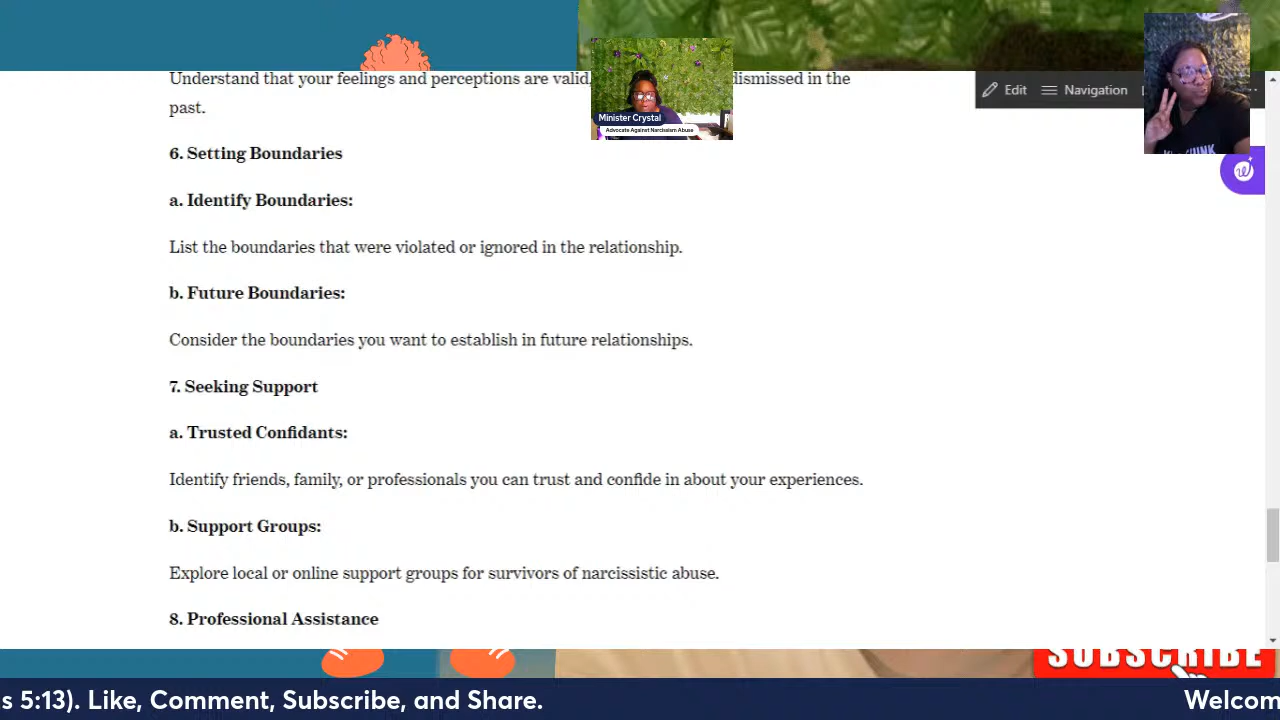 Understand that your feelings and perceptions are valid, dismissed in the
past.
Edit Navigation
Minister Crystal
Advocate Against Narcissism Abuse
6. Setting Boundaries
a. Identify Boundaries:
List the boundaries that were violated or ignored in the relationship.
b. Future Boundaries:
Consider the boundaries you want to establish in future relationships.
7. Seeking Support
a. Trusted Confidants:
Identify friends, family, or professionals you can trust and confide in about your experiences.
b. Support Groups:
Explore local or online support groups for survivors of narcissistic abuse.
8. Professional Assistance
SUBSCRIBE
s 5:13). Like, Comment, Subscribe, and Share. Welcom